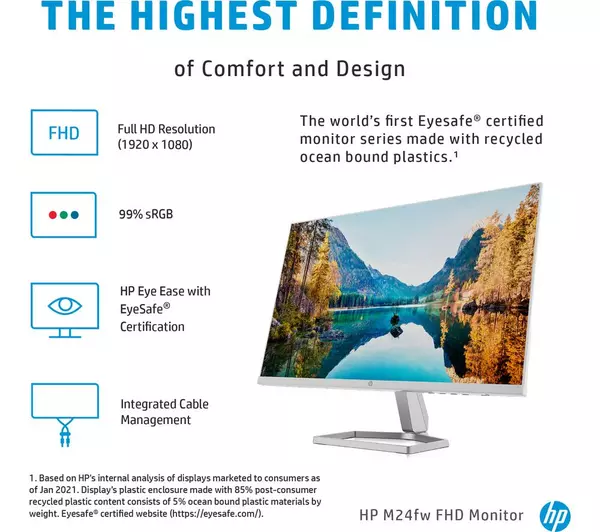 THE HIGHEST DEFINITION
of Comfort and Design
FHD
Full HD Resolution
(1920 x 1080)
The world's first Eyesafe® certified
monitor series made with recycled
ocean bound plastics.¹
99% sRGB
HP Eye Ease with
EyeSafe®
Certification
Integrated Cable
Management
1. Based on HP's internal analysis of displays marketed to consumers as
of Jan 2021. Display's plastic enclosure made with 85% post-consumer
recycled plastic content consists of 5% ocean bound plastic materials by
weight. Eyesafe® certified website (https://eyesafe.com/).
HP M24fw FHD Monitor
hp